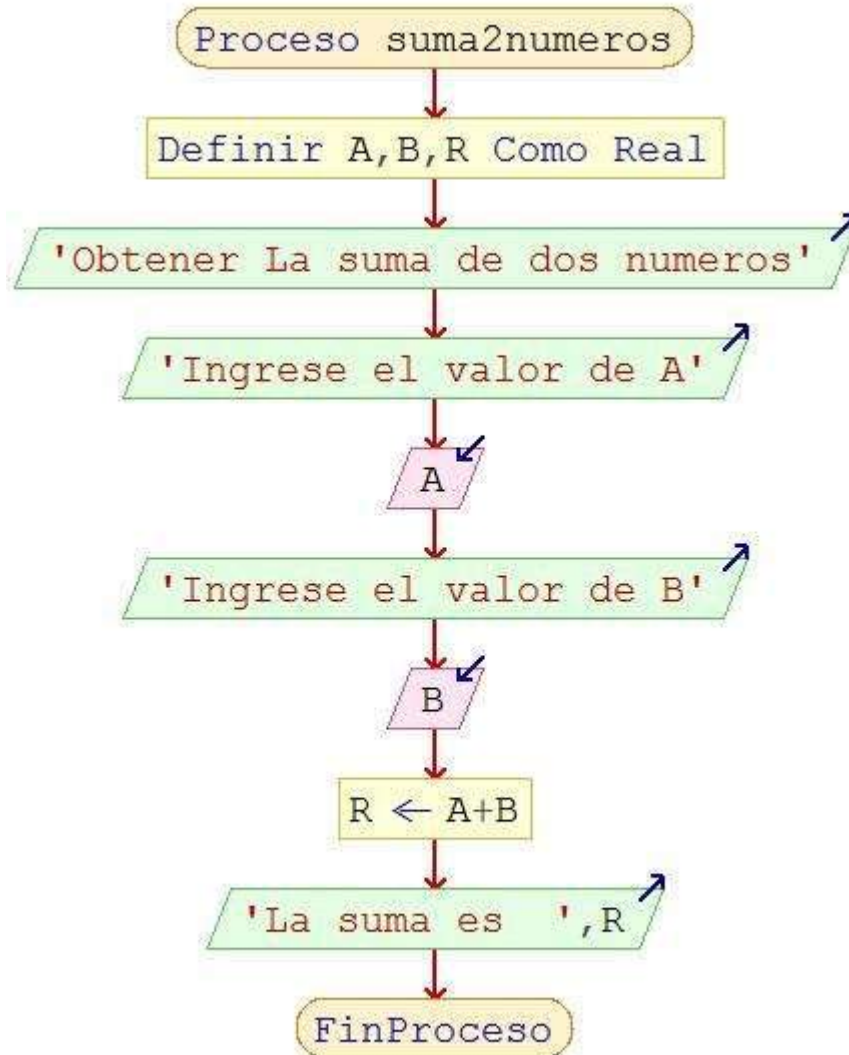 Proceso suma2numeros
Definir A,B,R Como Real
'Obtener La suma de dos numeros'
'Ingrese el valor de A'
A
'Ingrese el valor de B'
B
R ← A+B
'La suma es  ',R
FinProceso